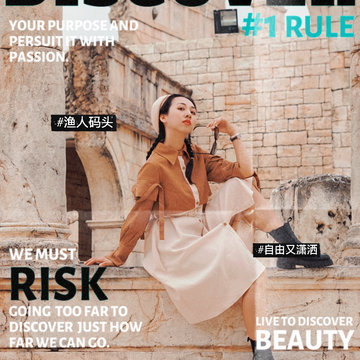 DISCOVER
#1 RULE
YOUR PURPOSE AND
PERSUIT IT WITH
PASSION.
#渔人码头
#自由又潇洒
WE MUST
RISK
GOING TOO FAR TO
DISCOVER JUST HOW
FAR WE CAN GO.
LIVE TO DISCOVER
BEAUTY